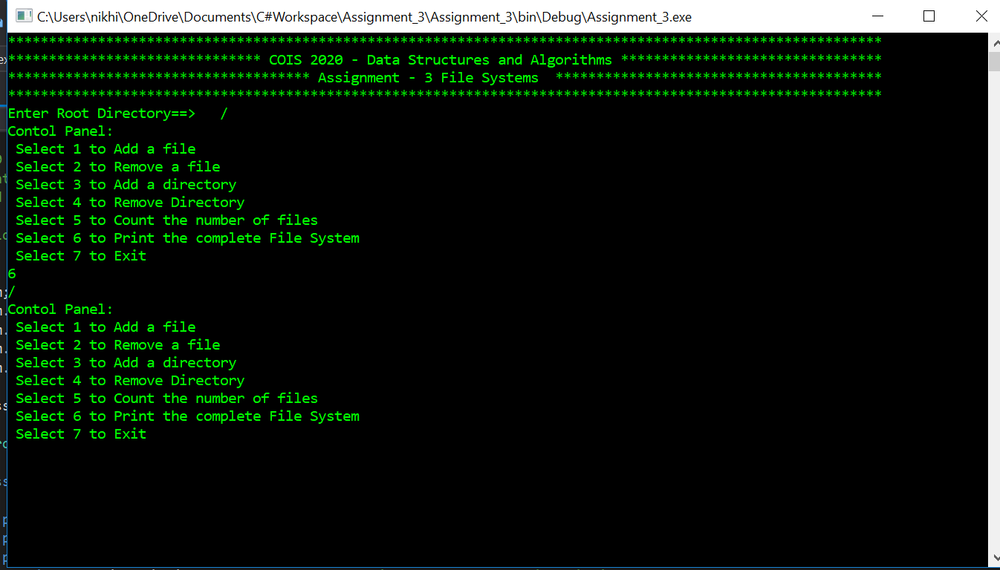 C:\Users\nikhi\OneDrive\Documents\C#Workspace\Assignment_3\Assignment_3\bin\Debug\Assignment_3.exe
***********************************************************************************************************
******************************* COIS 2020 - Data Structures and Algorithms ********************************
************************************* Assignment - 3 File Systems  ****************************************
***********************************************************************************************************
Enter Root Directory==>   /
Contol Panel:
 Select 1 to Add a file
 Select 2 to Remove a file
 Select 3 to Add a directory
 Select 4 to Remove Directory
 Select 5 to Count the number of files
 Select 6 to Print the complete File System
 Select 7 to Exit
6
/
Contol Panel:
 Select 1 to Add a file
 Select 2 to Remove a file
 Select 3 to Add a directory
 Select 4 to Remove Directory
 Select 5 to Count the number of files
 Select 6 to Print the complete File System
 Select 7 to Exit